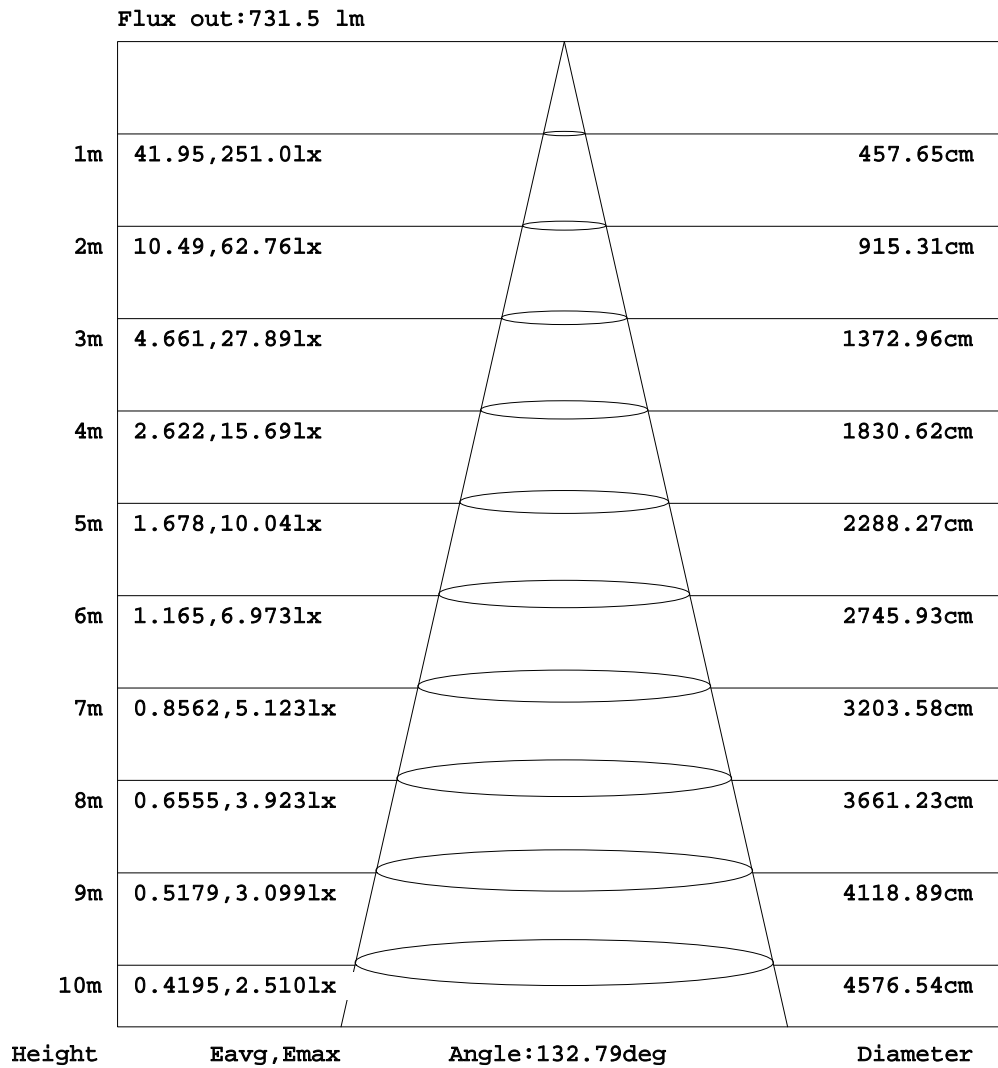 Flux out:731.5 lm
1m 41.95,251.0lx 457.65cm
2m 10.49,62.76lx 915.31cm
3m 4.661,27.89lx 1372.96cm
4m 2.622,15.69lx 1830.62cm
5m 1.678,10.04lx 2288.27cm
6m 1.165,6.973lx 2745.93cm
7m 0.8562,5.123lx 3203.58cm
8m 0.6555,3.923lx 3661.23cm
9m 0.5179,3.099lx 4118.89cm
10m 0.4195,2.510lx 4576.54cm
Height Eavg,Emax Angle:132.79deg Diameter